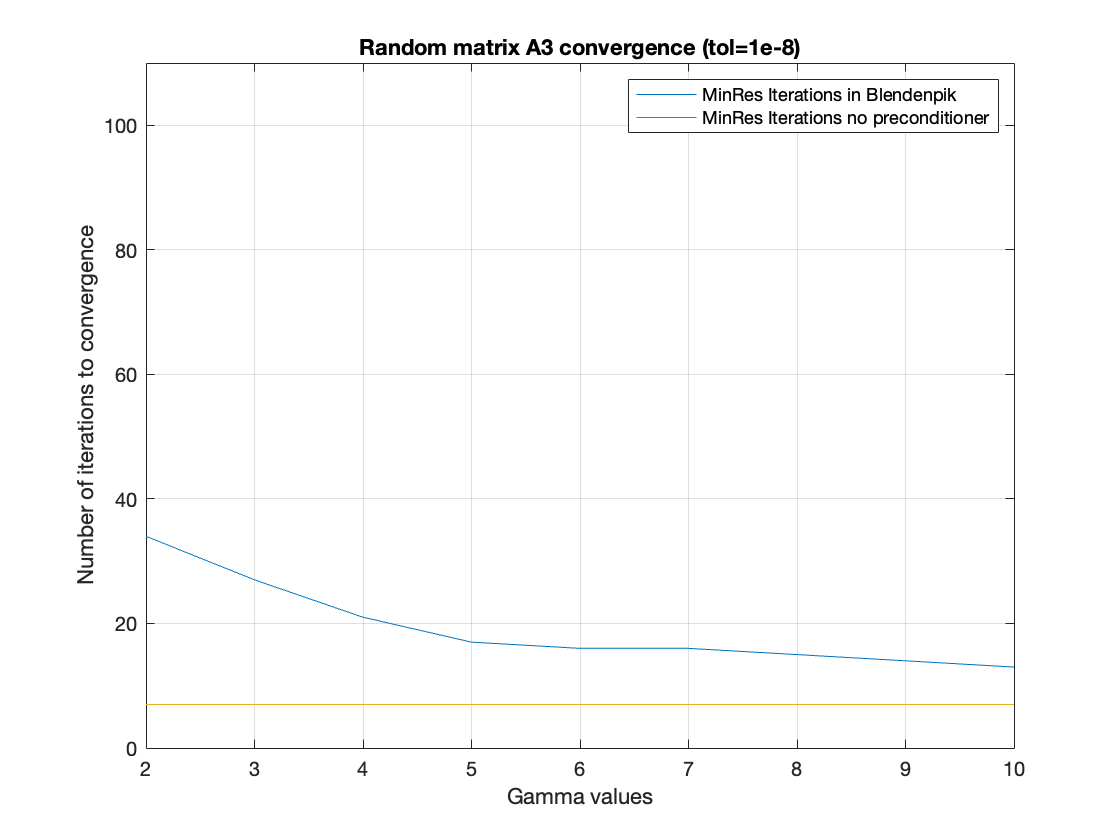 Random matrix A3 convergence (tol=1e-8)
MinRes Iterations in Blendenpik
MinRes Iterations no preconditioner
Number of iterations to convergence
100
80
60
40
20
0
2 3 4 5 6 7 8 9 10
Gamma values